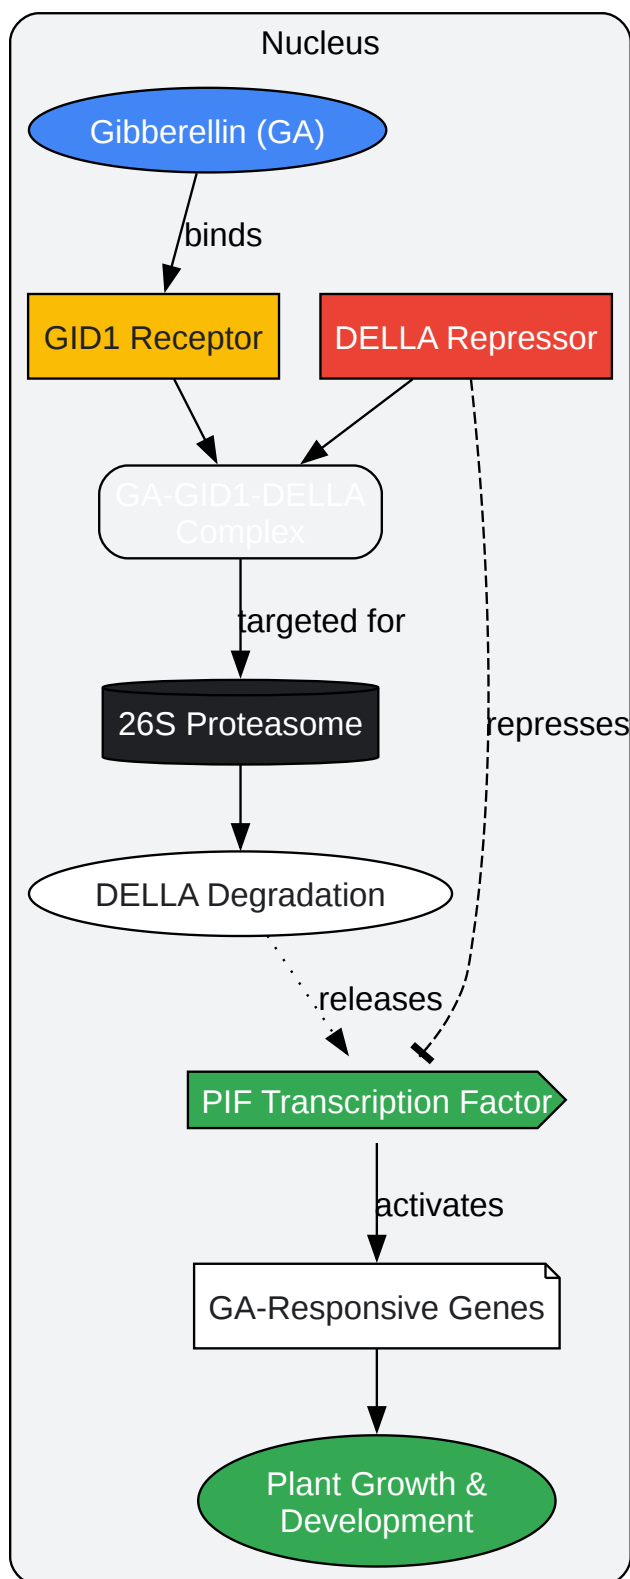 Nucleus
Gibberellin (GA)
binds
GID1 Receptor
DELLA Repressor
GA-GID1-DELLA
Complex
targeted for
26S Proteasome
represses
DELLA Degradation
releases
PIF Transcription Factor
activates
GA-Responsive Genes
Plant Growth &
Development